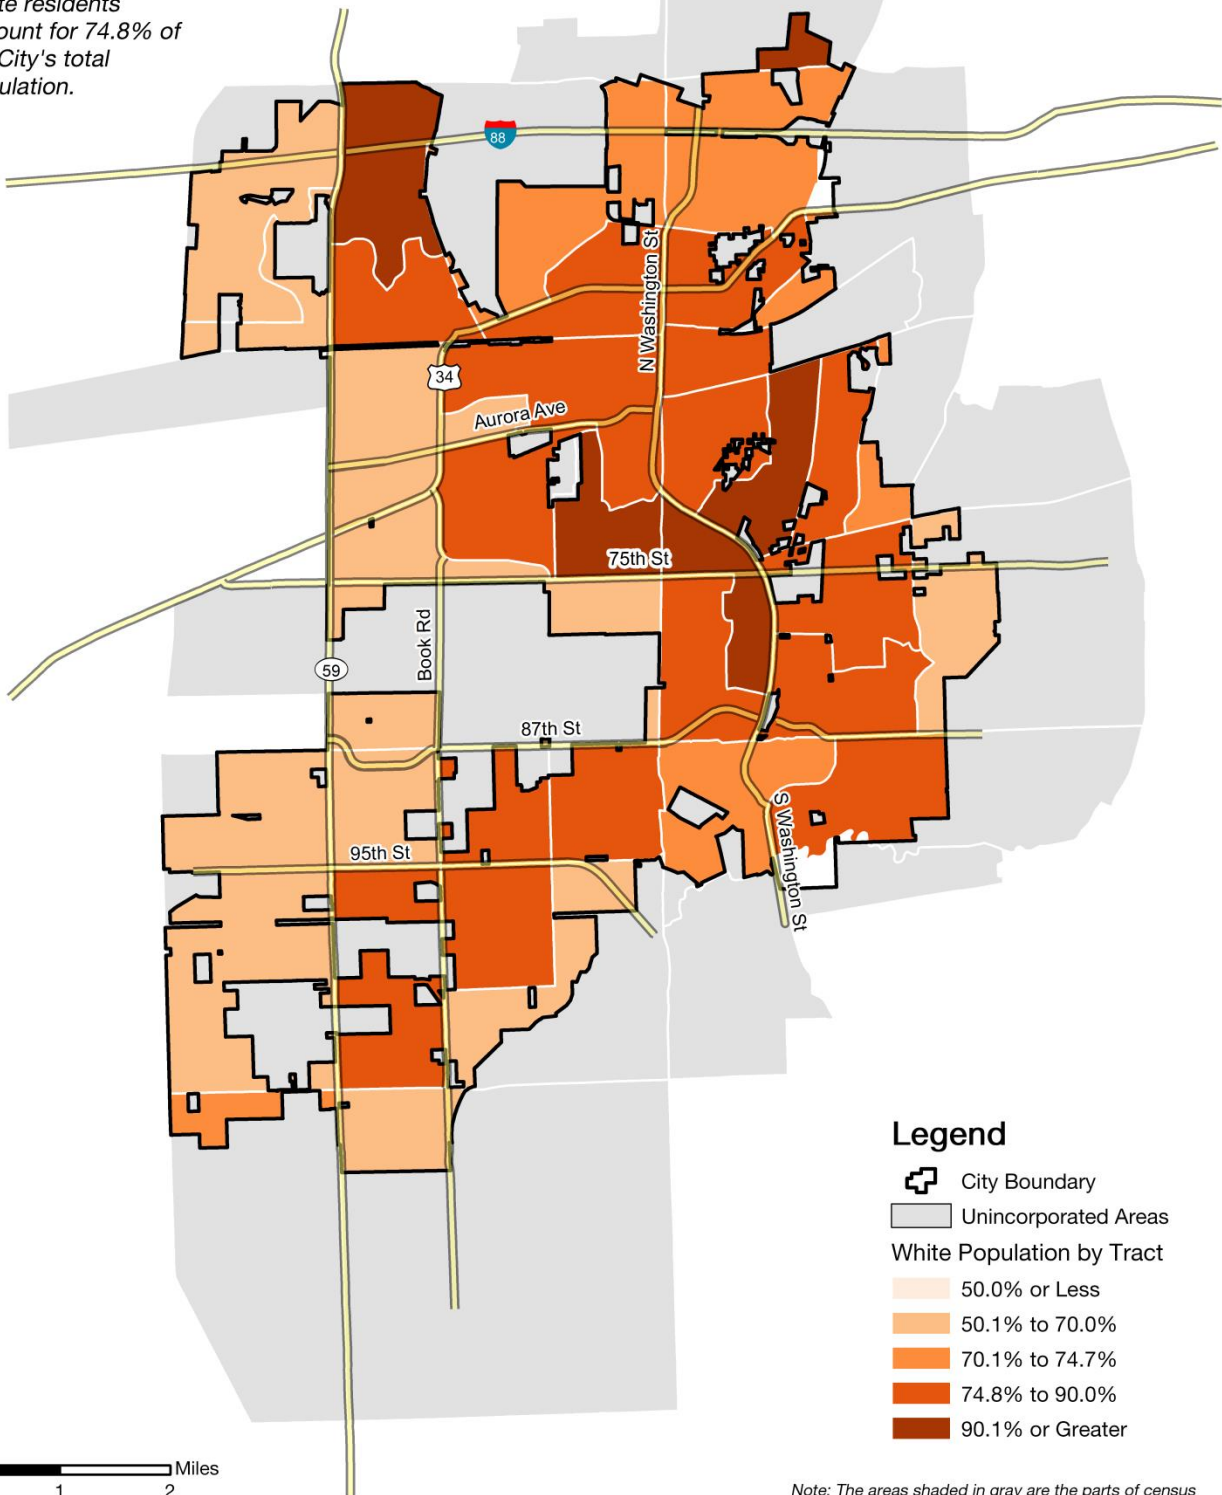 te residents
ount for 74.8% of
City's total
ulation.
88
N Washington St
34
Aurora Ave
75th St
Book Rd
59
87th St
95th St
S Washington St
Legend
City Boundary
Unincorporated Areas
White Population by Tract
50.0% or Less
50.1% to 70.0%
70.1% to 74.7%
74.8% to 90.0%
90.1% or Greater
Miles
1 2
Note: The areas shaded in gray are the parts of census